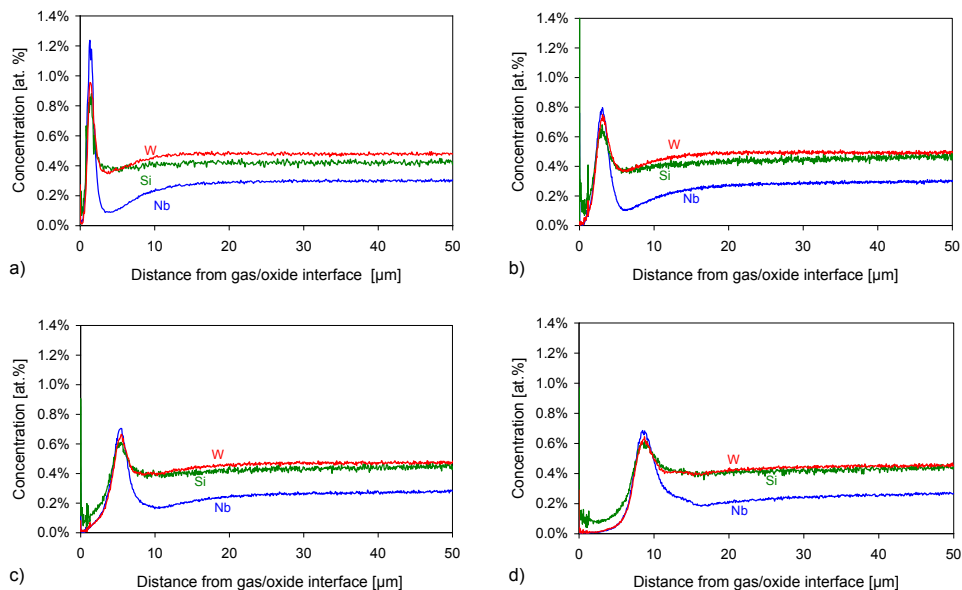 1.4%
1.2%
1.0%
0.8%
0.6%
0.4%
0.2%
0.0%
Concentration [at. %]
W
Si
Nb
0 10 20 30 40 50
Distance from gas/oxide interface [µm]
a)
1.4%
1.2%
1.0%
0.8%
0.6%
0.4%
0.2%
0.0%
Concentration [at. %]
W
Si
Nb
0 10 20 30 40 50
Distance from gas/oxide interface [µm]
b)
1.4%
1.2%
1.0%
0.8%
0.6%
0.4%
0.2%
0.0%
Concentration [at.%]
W
Si
Nb
0 10 20 30 40 50
Distance from gas/oxide interface [µm]
c)
1.4%
1.2%
1.0%
0.8%
0.6%
0.4%
0.2%
0.0%
Concentration [at.%]
W
Si
Nb
0 10 20 30 40 50
Distance from gas/oxide interface [µm]
d)